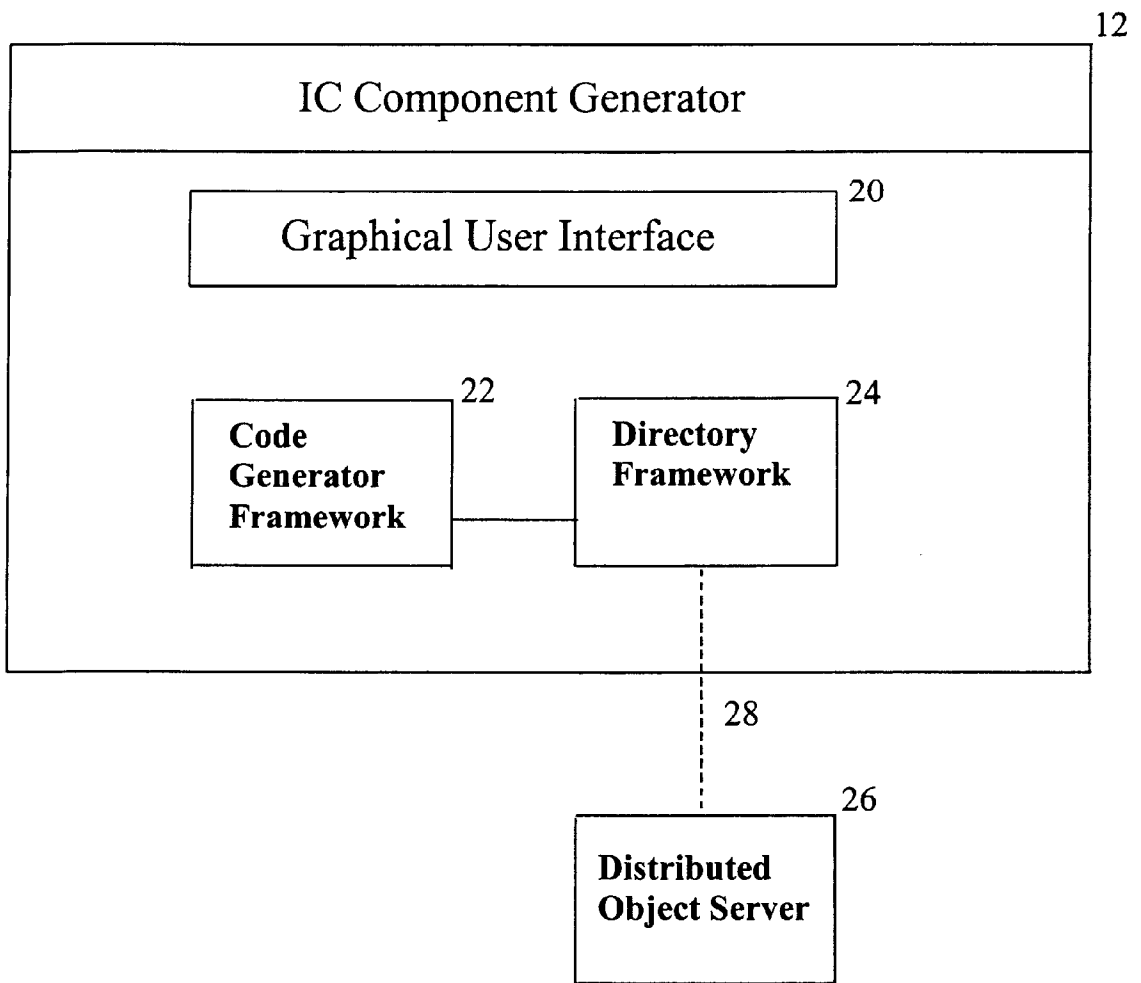 12
IC Component Generator
20
Graphical User Interface
22
24
Code
Generator
Framework
Directory
Framework
28
26
Distributed
Object Server